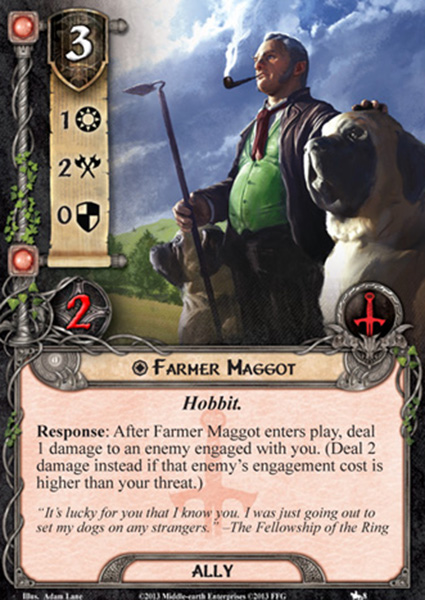 3
1
2
0
2
Farmer Maggot
Hobbit.
Response: After Farmer Maggot enters play, deal
1 damage to an enemy engaged with you. (Deal 2
damage instead if that enemy’s engagement cost is
higher than your threat.)
“It’s lucky for you that I know you. I was just going out to
set my dogs on any strangers.” –The Fellowship of the Ring
ALLY
Illus. Adam Lane ©2013 Middle-earth Enterprises ©2013 FFG